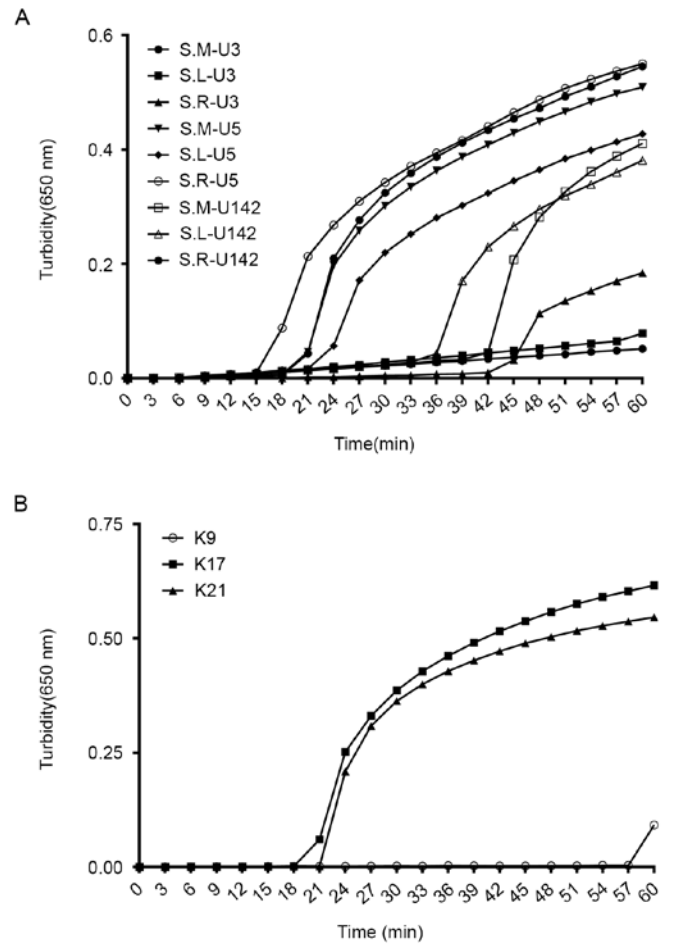 A
0.6
0.4
0.2
0.0
Turbidity(650 nm)
S.M-U3
S.L-U3
S.R-U3
S.M-U5
S.L-U5
S.R-U5
S.M-U142
S.L-U142
S.R-U142
0 3 6 9 12 15 18 21 24 27 30 33 36 39 42 45 48 51 54 57 60
Time(min)
B
0.75
0.50
0.25
0.00
Turbidity(650 nm)
K9
K17
K21
0 3 6 9 12 15 18 21 24 27 30 33 36 39 42 45 48 51 54 57 60
Time (min)